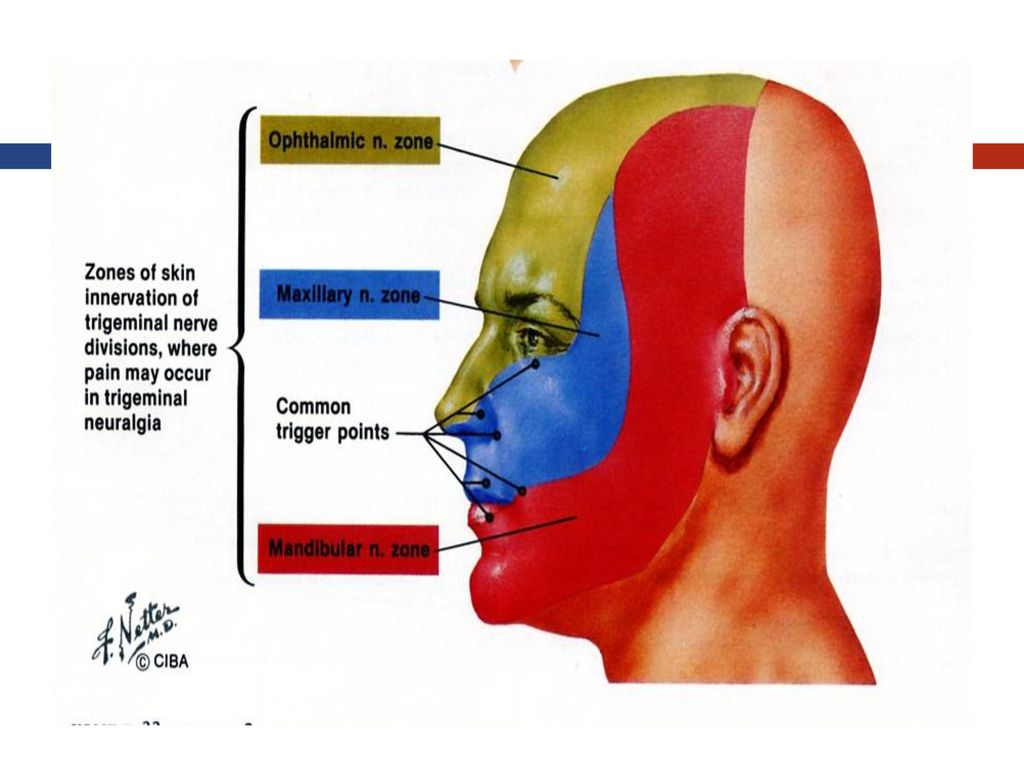 Ophthalmic n. zone
Maxillary n. zone
Zones of skin
innervation of
trigeminal nerve
divisions, where
pain may occur
in trigeminal
neuralgia
Common
trigger points
Mandibular n. zone
F. Netter
M.D.
© CIBA